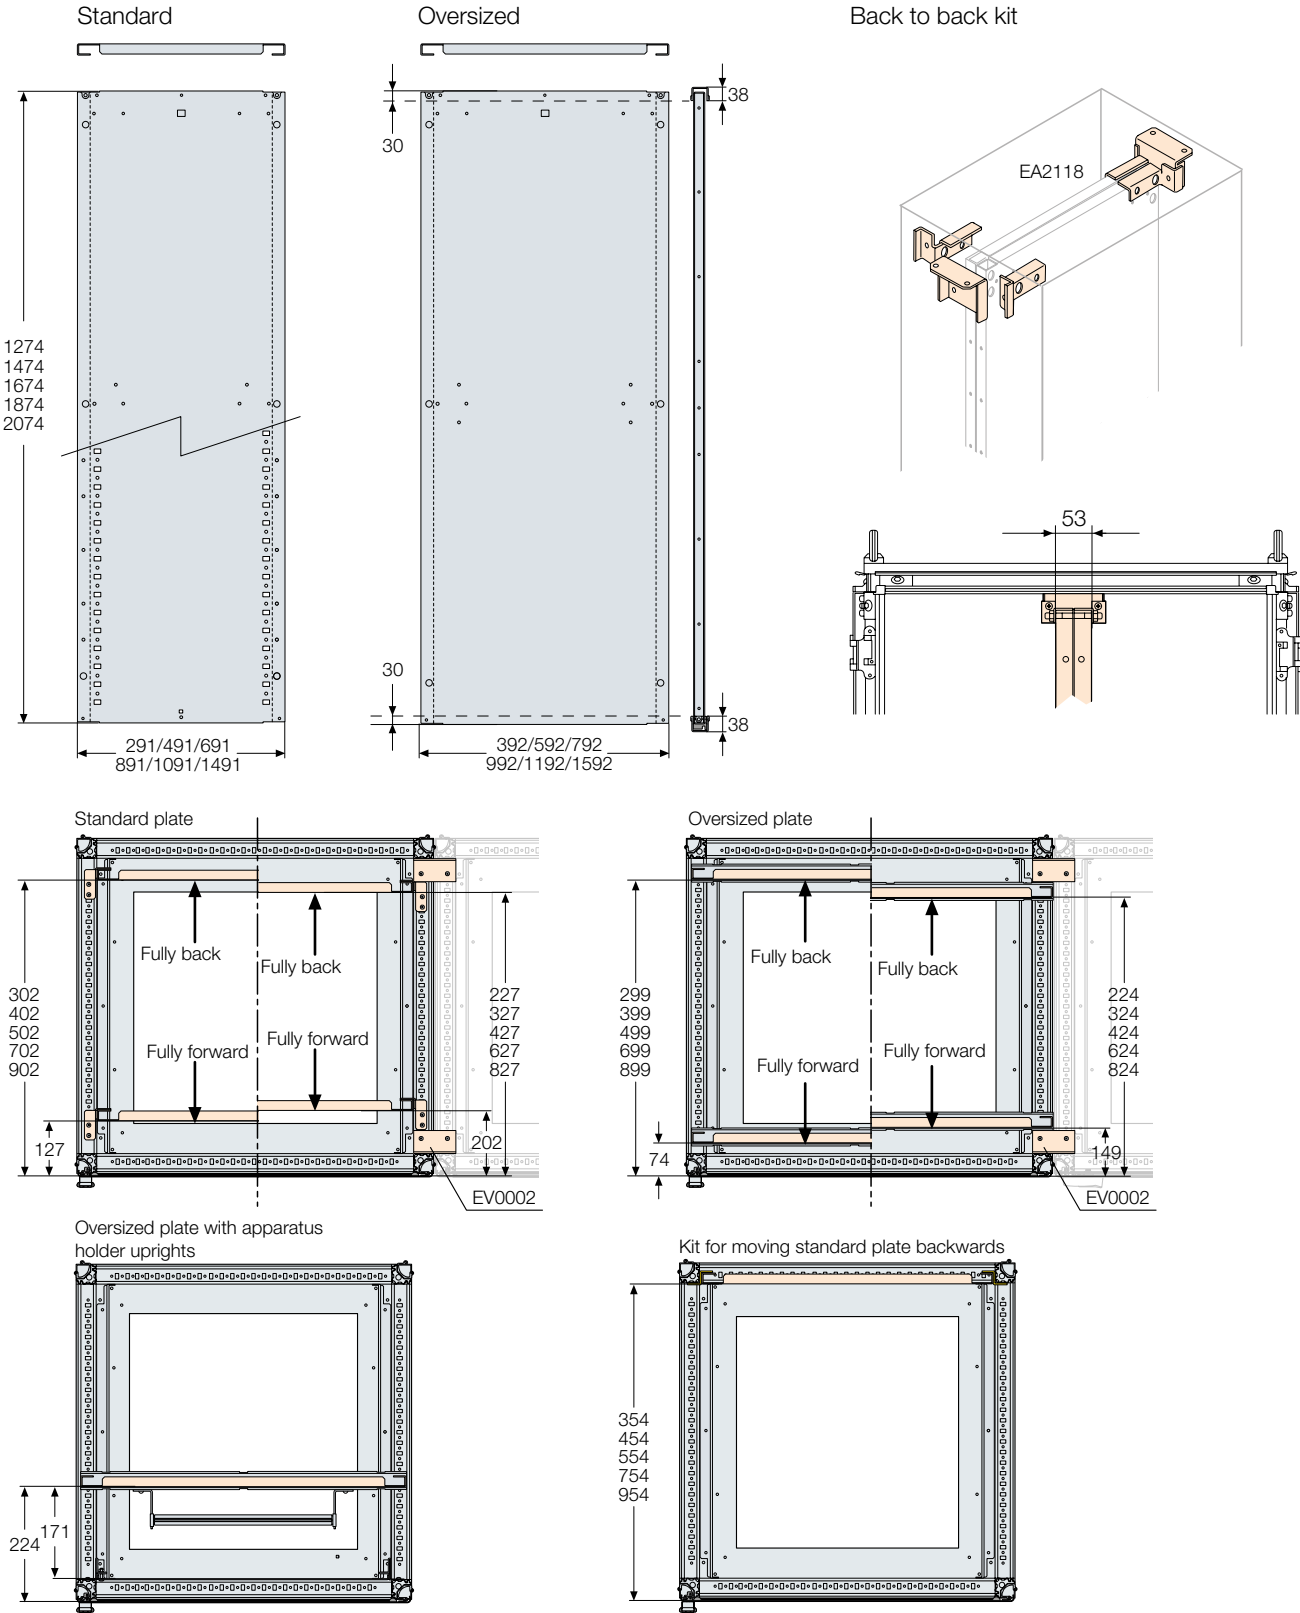 Standard
Oversized
Back to back kit
38
30
EA2118
1274
1474
1674
1874
2074
53
30
38
291/491/691
891/1091/1491
392/592/792
992/1192/1592
Standard plate
Fully back
Fully back
302
402
502
702
902
227
327
427
627
827
Fully forward
Fully forward
127
202
EV0002
Oversized plate
Fully back
Fully back
299
399
499
699
899
224
324
424
624
824
Fully forward
Fully forward
74
149
EV0002
Oversized plate with apparatus
holder uprights
224
171
Kit for moving standard plate backwards
354
454
554
754
954